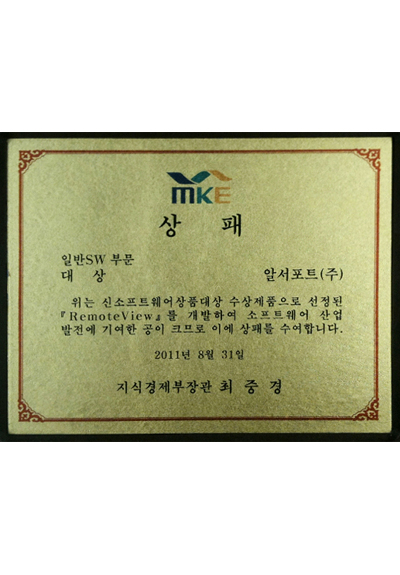 MKE
상 패
일반SW 부문
대 상 알서포트(주)
위는 신소프트웨어상품대상 수상제품으로 선정된
『RemoteView』를 개발하여 소프트웨어 산업
발전에 기여한 공이 크므로 이에 상패를 수여합니다.
2011년 8월 31일
지식경제부장관 최 중 경